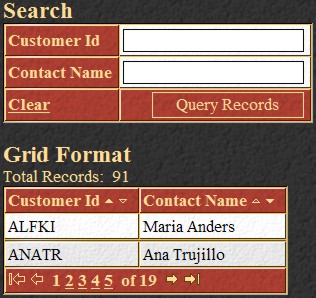 Search
Customer Id
Contact Name
Clear Query Records
Grid Format
Total Records: 91
Customer Id Contact Name
ALFKI Maria Anders
ANATR Ana Trujillo
1 2 3 4 5 of 19